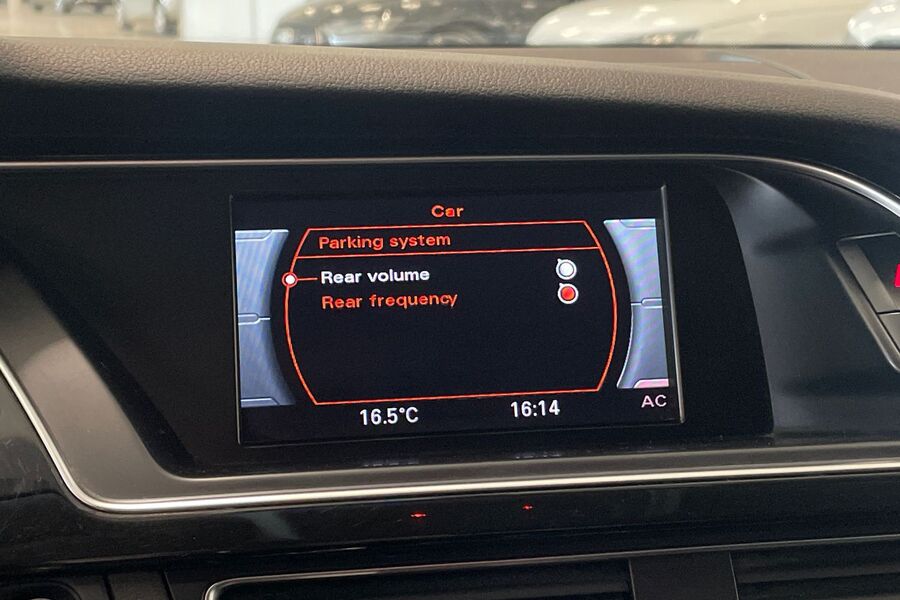 Car
Parking system
Rear volume
Rear frequency
16.5°C 16:14
AC